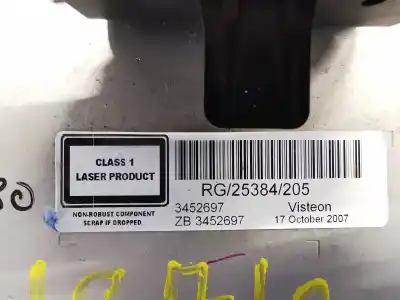 CLASS 1
LASER PRODUCT
NON-ROBUST COMPONENT
SCRAP IF DROPPED.
RG/25384/205
3452697 Visteon
ZB 3452697 17 October 2007
80